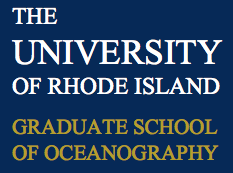 THE
UNIVERSITY
OF RHODE ISLAND
GRADUATE SCHOOL
OF OCEANOGRAPHY